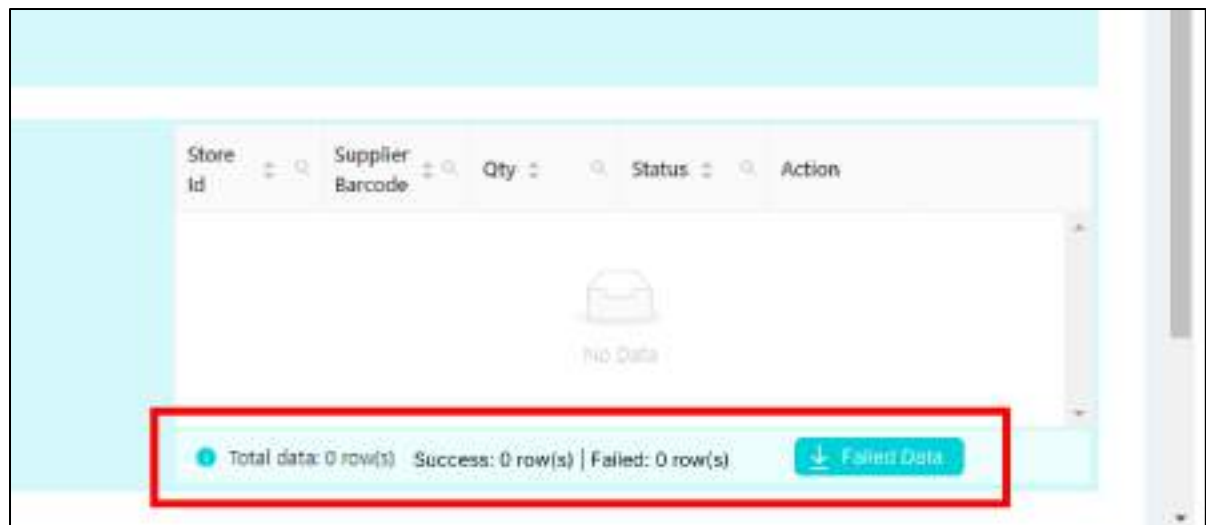 Store Id
Supplier Barcode
Qty
Status
Action
No Data
Total data: 0 row(s) Success: 0 row(s) | Failed: 0 row(s)
Failed Data